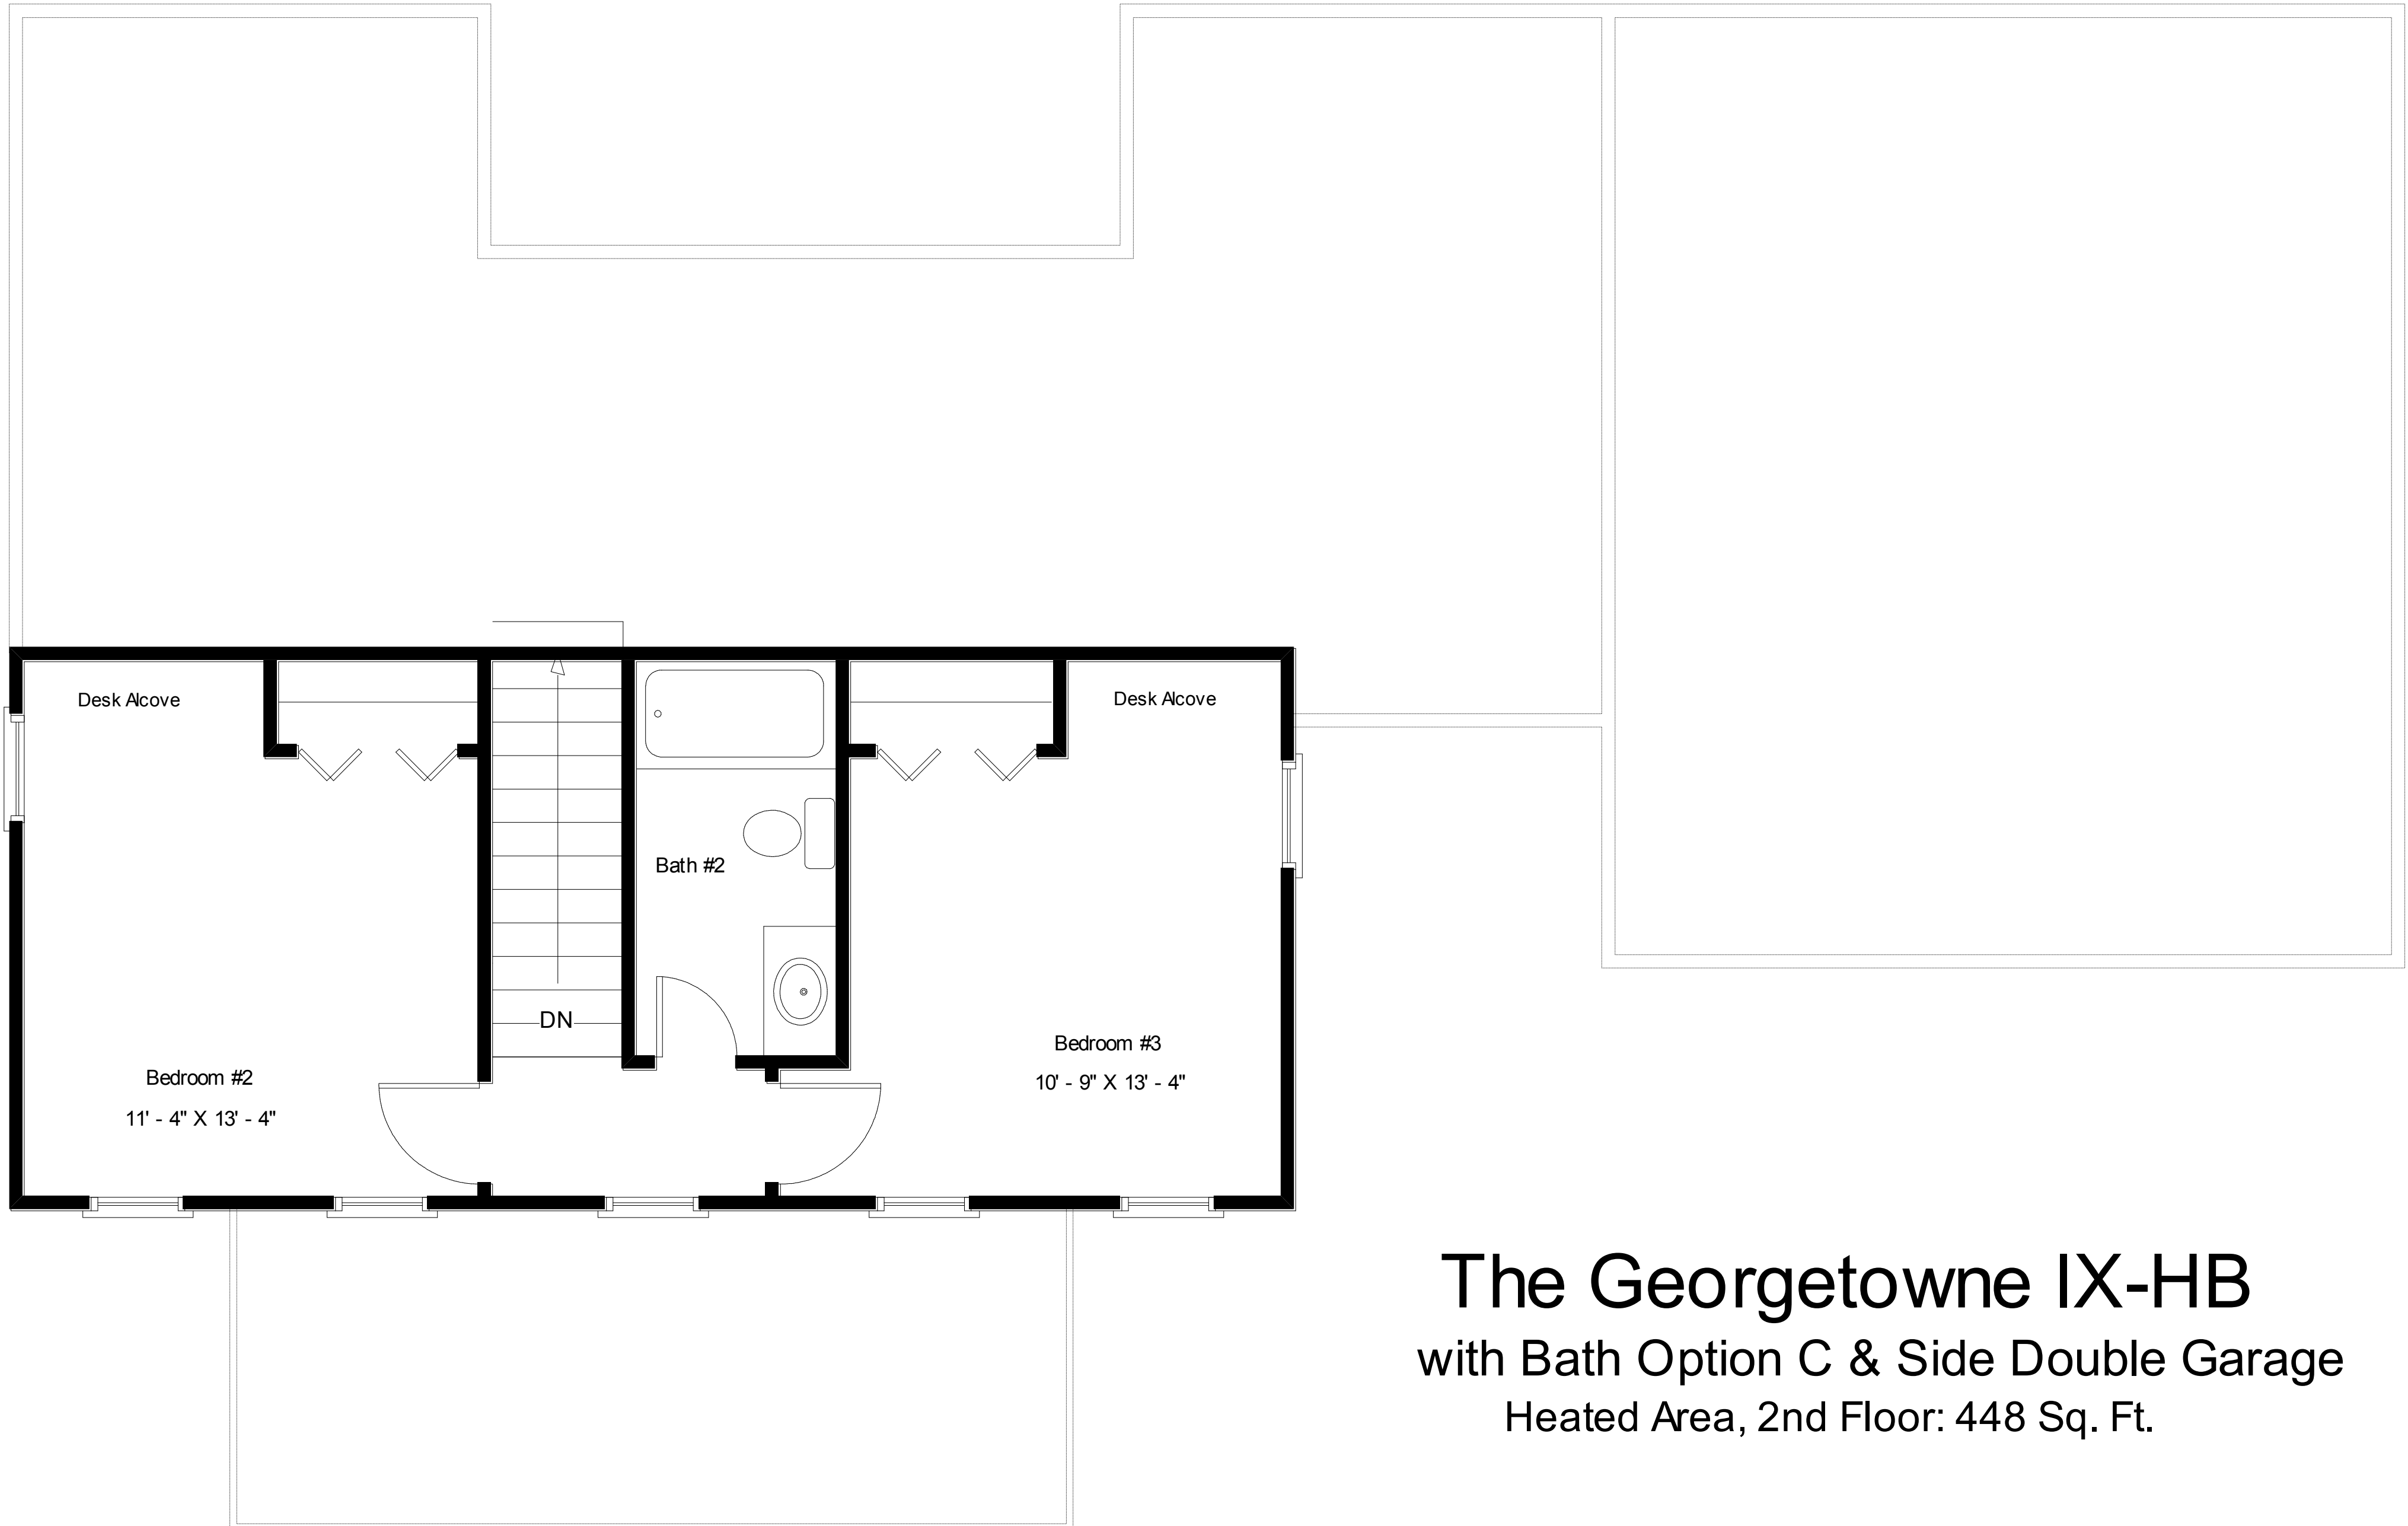 Desk Alcove
Desk Alcove
Bath #2
DN
Bedroom #3
10' - 9" X 13' - 4"
Bedroom #2
11' - 4" X 13' - 4"
The Georgetowne IX-HB
with Bath Option C & Side Double Garage
Heated Area, 2nd Floor: 448 Sq. Ft.